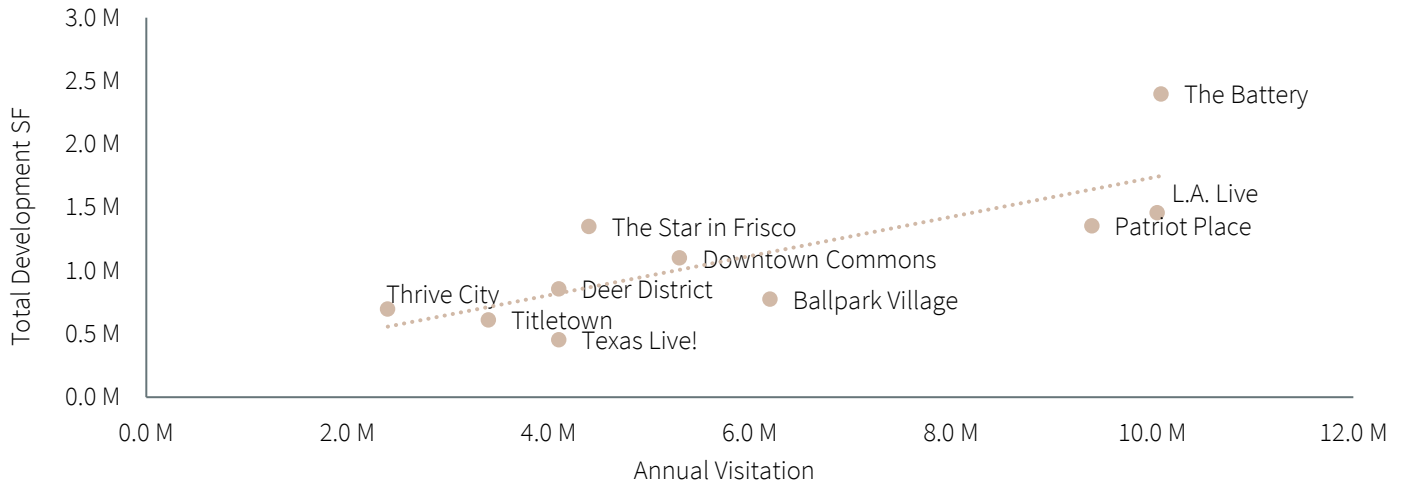 3.0 M
2.5 M
2.0 M
1.5 M
1.0 M
0.5 M
0.0 M
Total Development SF
The Battery
L.A. Live
Patriot Place
The Star in Frisco
Downtown Commons
Deer District
Thrive City
Ballpark Village
Titletown
Texas Live!
0.0 M 2.0 M 4.0 M 6.0 M 8.0 M 10.0 M 12.0 M
Annual Visitation